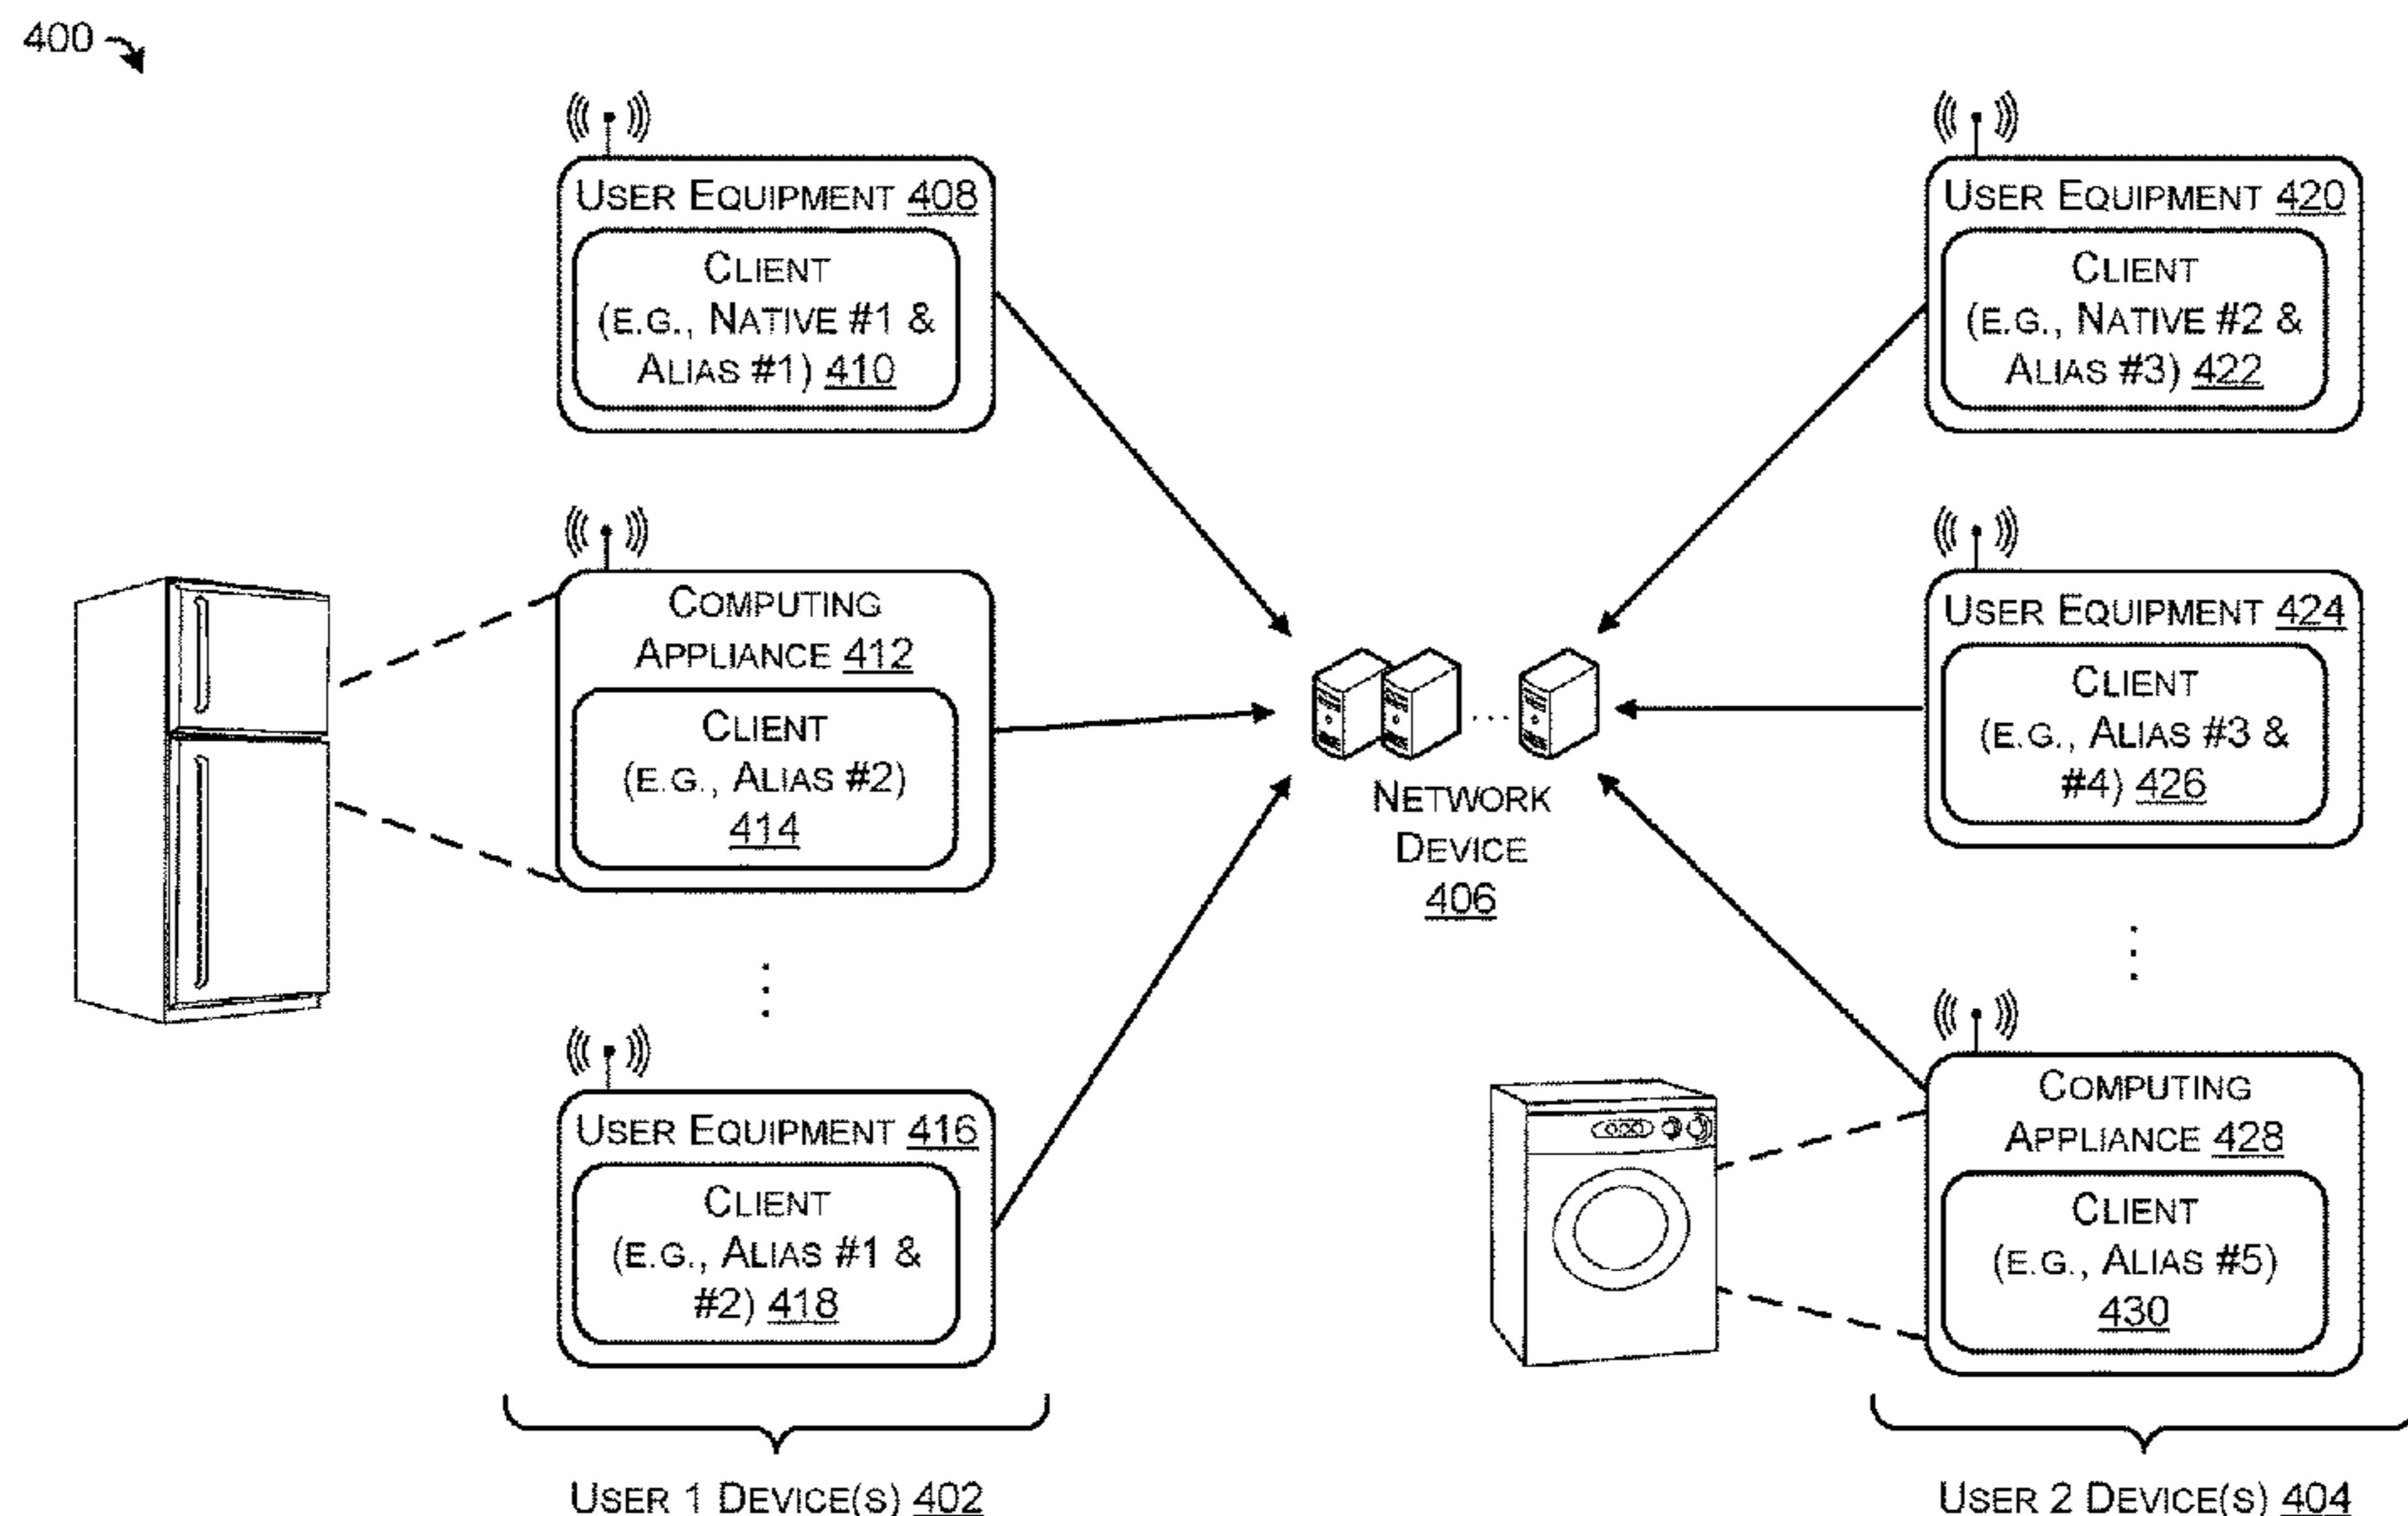 400
USER EQUIPMENT 408
CLIENT
(E.G., NATIVE #1 &
ALIAS #1) 410
COMPUTING
APPLIANCE 412
CLIENT
(E.G., ALIAS #2)
414
USER EQUIPMENT 416
CLIENT
(E.G., ALIAS #1 &
#2) 418
USER 1 DEVICE(S) 402
NETWORK
DEVICE
406
USER EQUIPMENT 420
CLIENT
(E.G., NATIVE #2 &
ALIAS #3) 422
USER EQUIPMENT 424
CLIENT
(E.G., ALIAS #3 &
#4) 426
COMPUTING
APPLIANCE 428
CLIENT
(E.G., ALIAS #5)
430
USER 2 DEVICE(S) 404